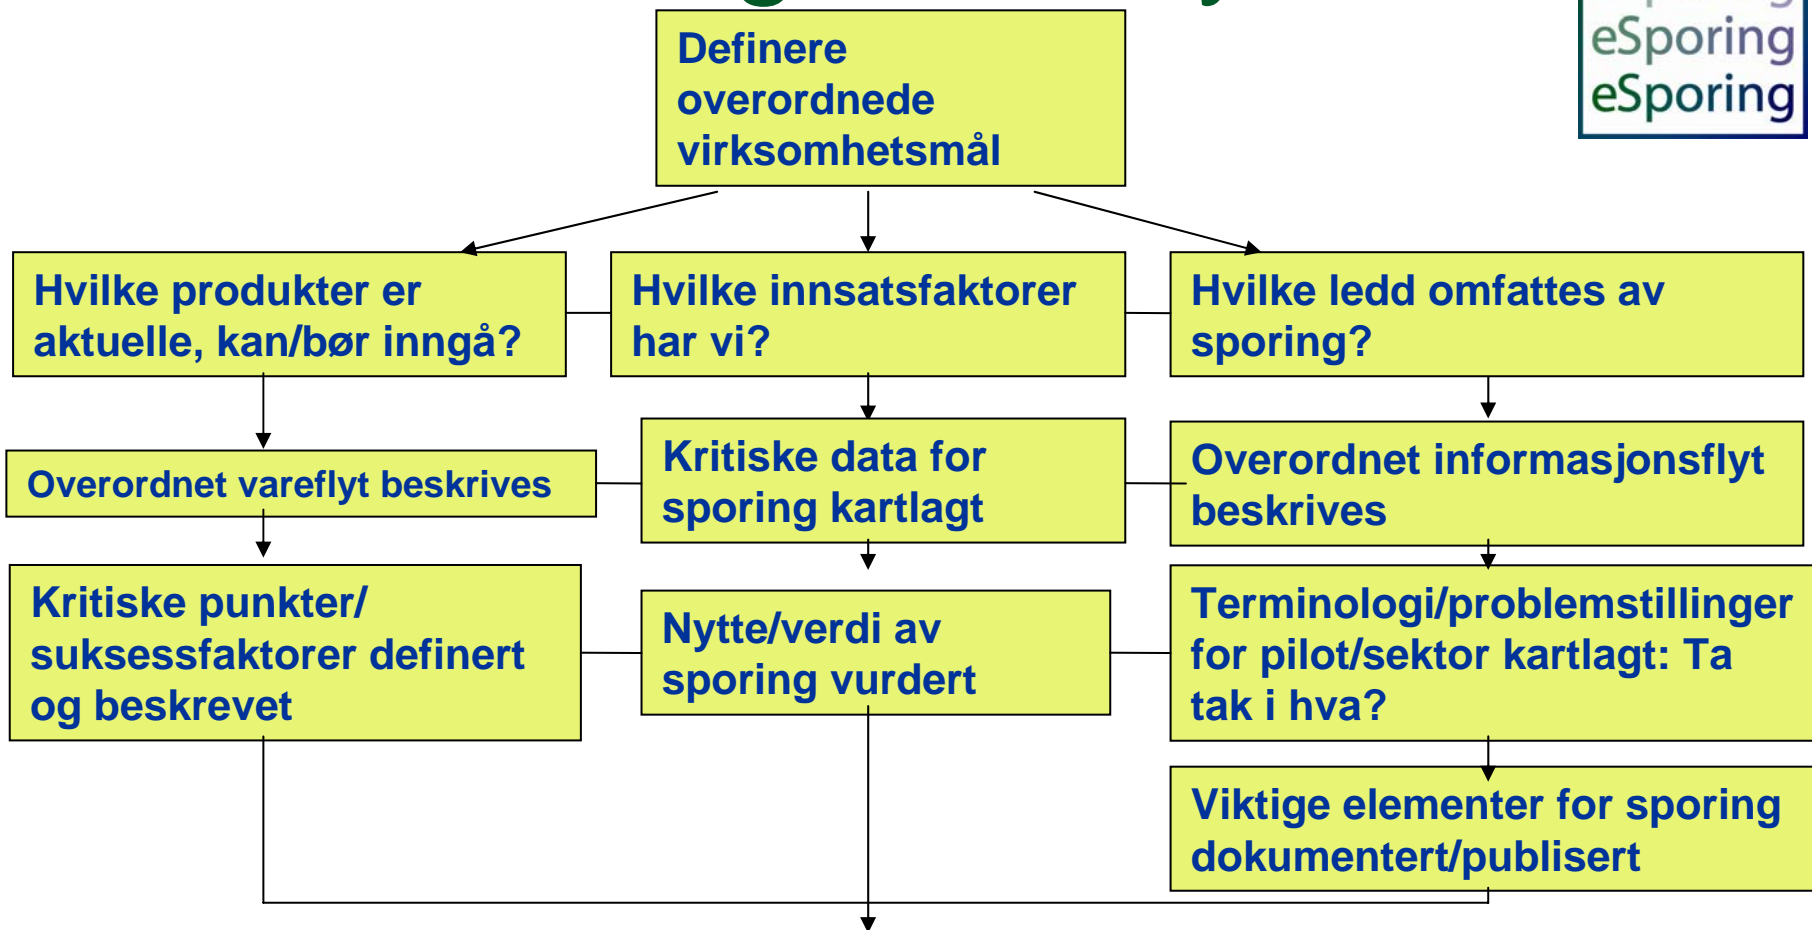 eSporing
eSporing
Definere
overordnede
virksomhetsmål
Hvilke produkter er
aktuelle, kan/bør inngå?
Hvilke innsatsfaktorer
har vi?
Hvilke ledd omfattes av
sporing?
Overordnet vareflyt beskrives
Kritiske data for
sporing kartlagt
Overordnet informasjonsflyt
beskrives
Kritiske punkter/
suksessfaktorer definert
og beskrevet
Nytte/verdi av
sporing vurdert
Terminologi/problemstillinger
for pilot/sektor kartlagt: Ta
tak i hva?
Viktige elementer for sporing
dokumentert/publisert